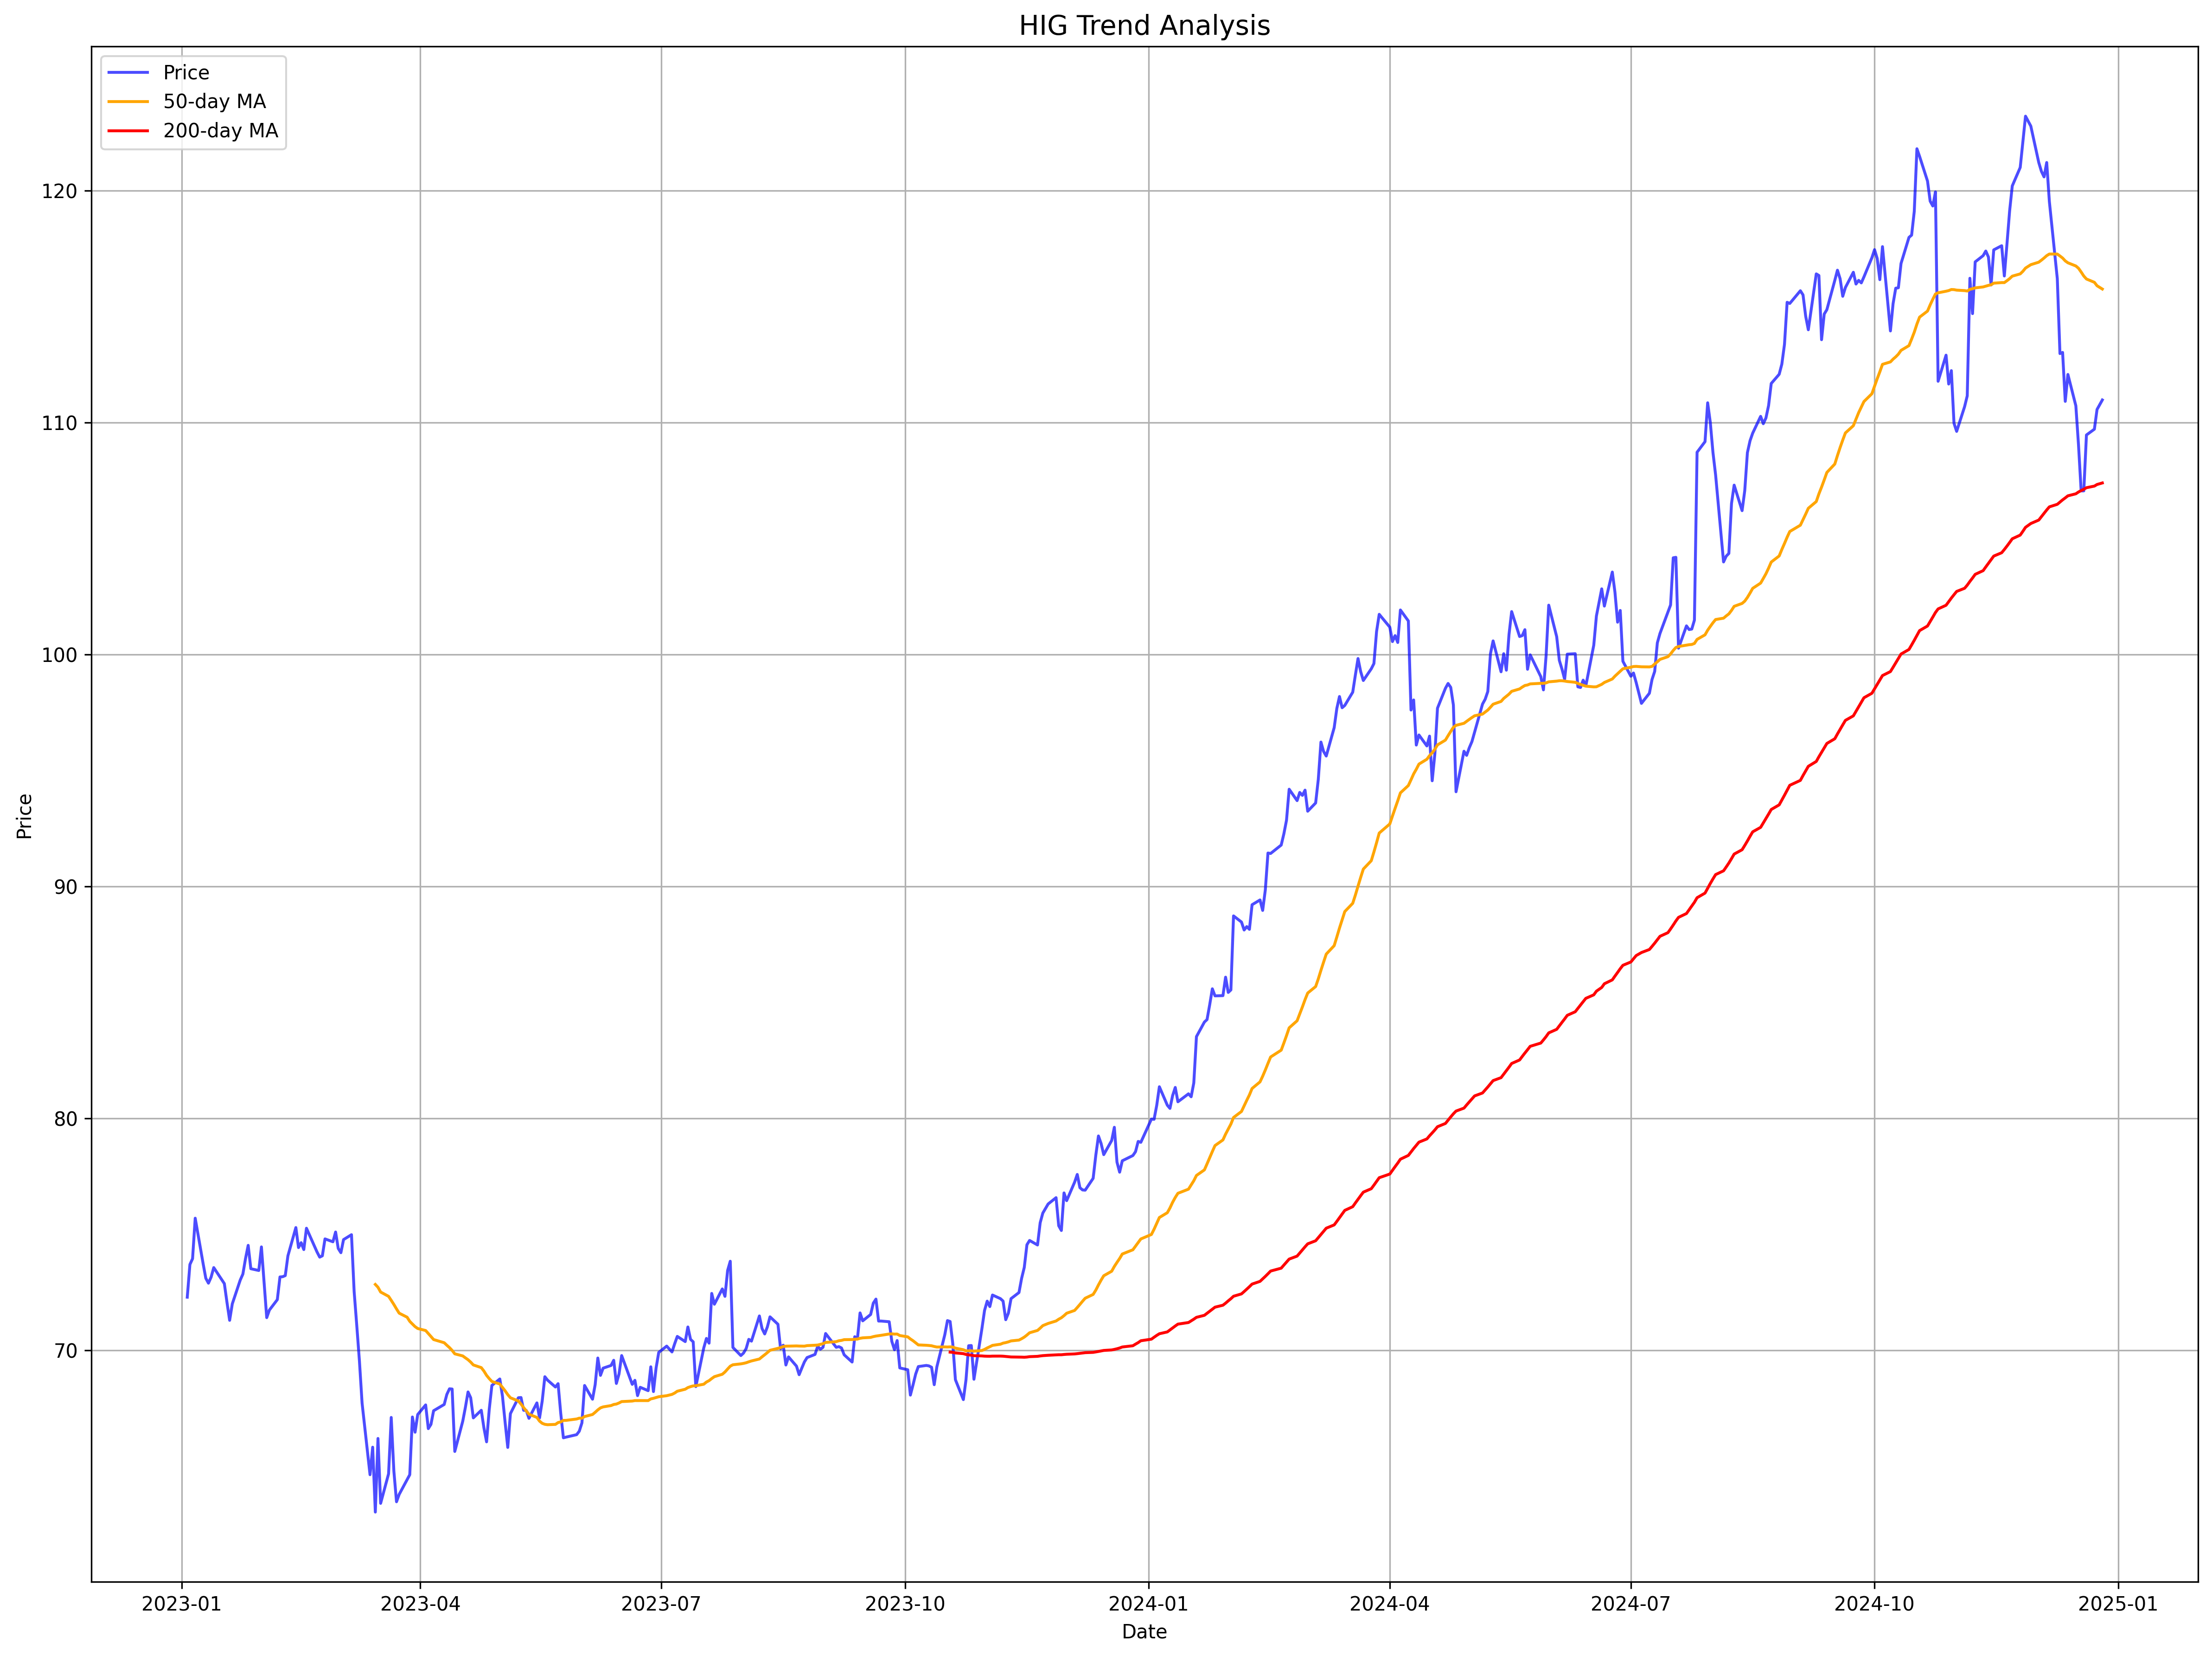 HIG Trend Analysis
Price
50-day MA
200-day MA
120
110
100
90
80
70
Price
2023-01
2023-04
2023-07
2023-10
2024-01
2024-04
2024-07
2024-10
2025-01
Date